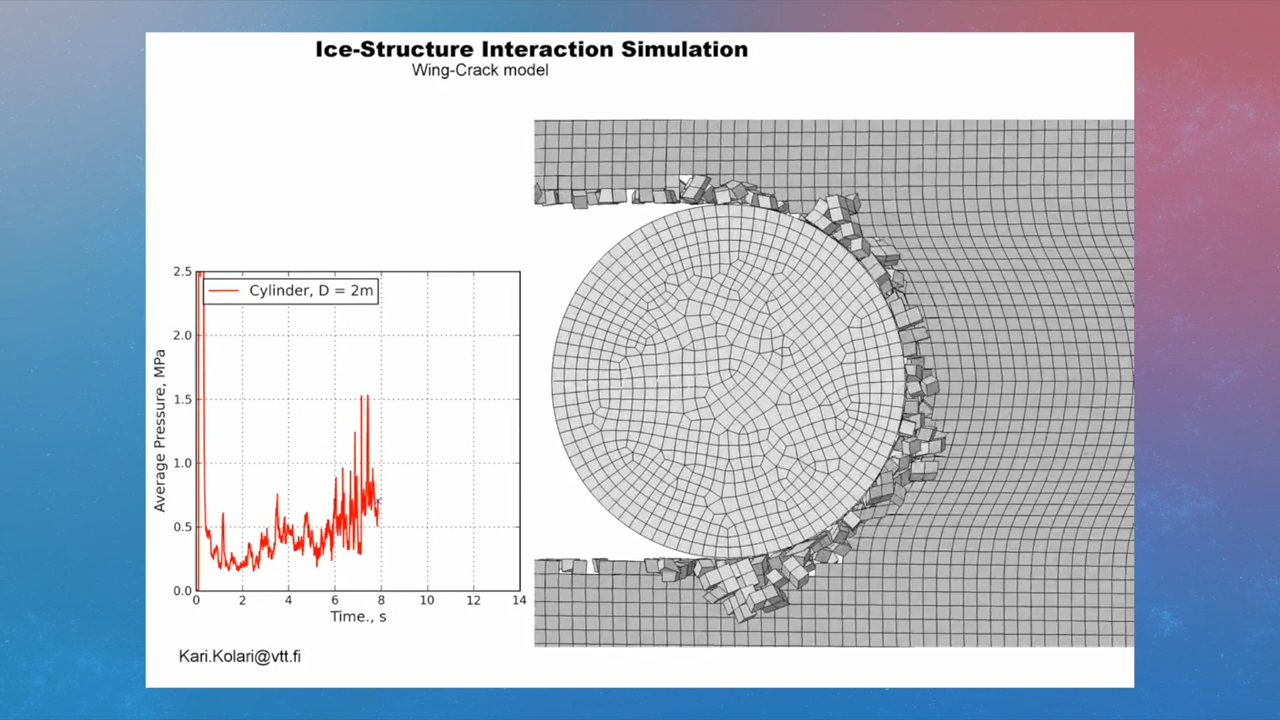 Ice-Structure Interaction Simulation
Wing-Crack model
Cylinder, D = 2m
Average Pressure, MPa
2.5
2.0
1.5
1.0
0.5
0.0
0 2 4 6 8 10 12 14
Time., s
Kari.Kolari@vtt.fi